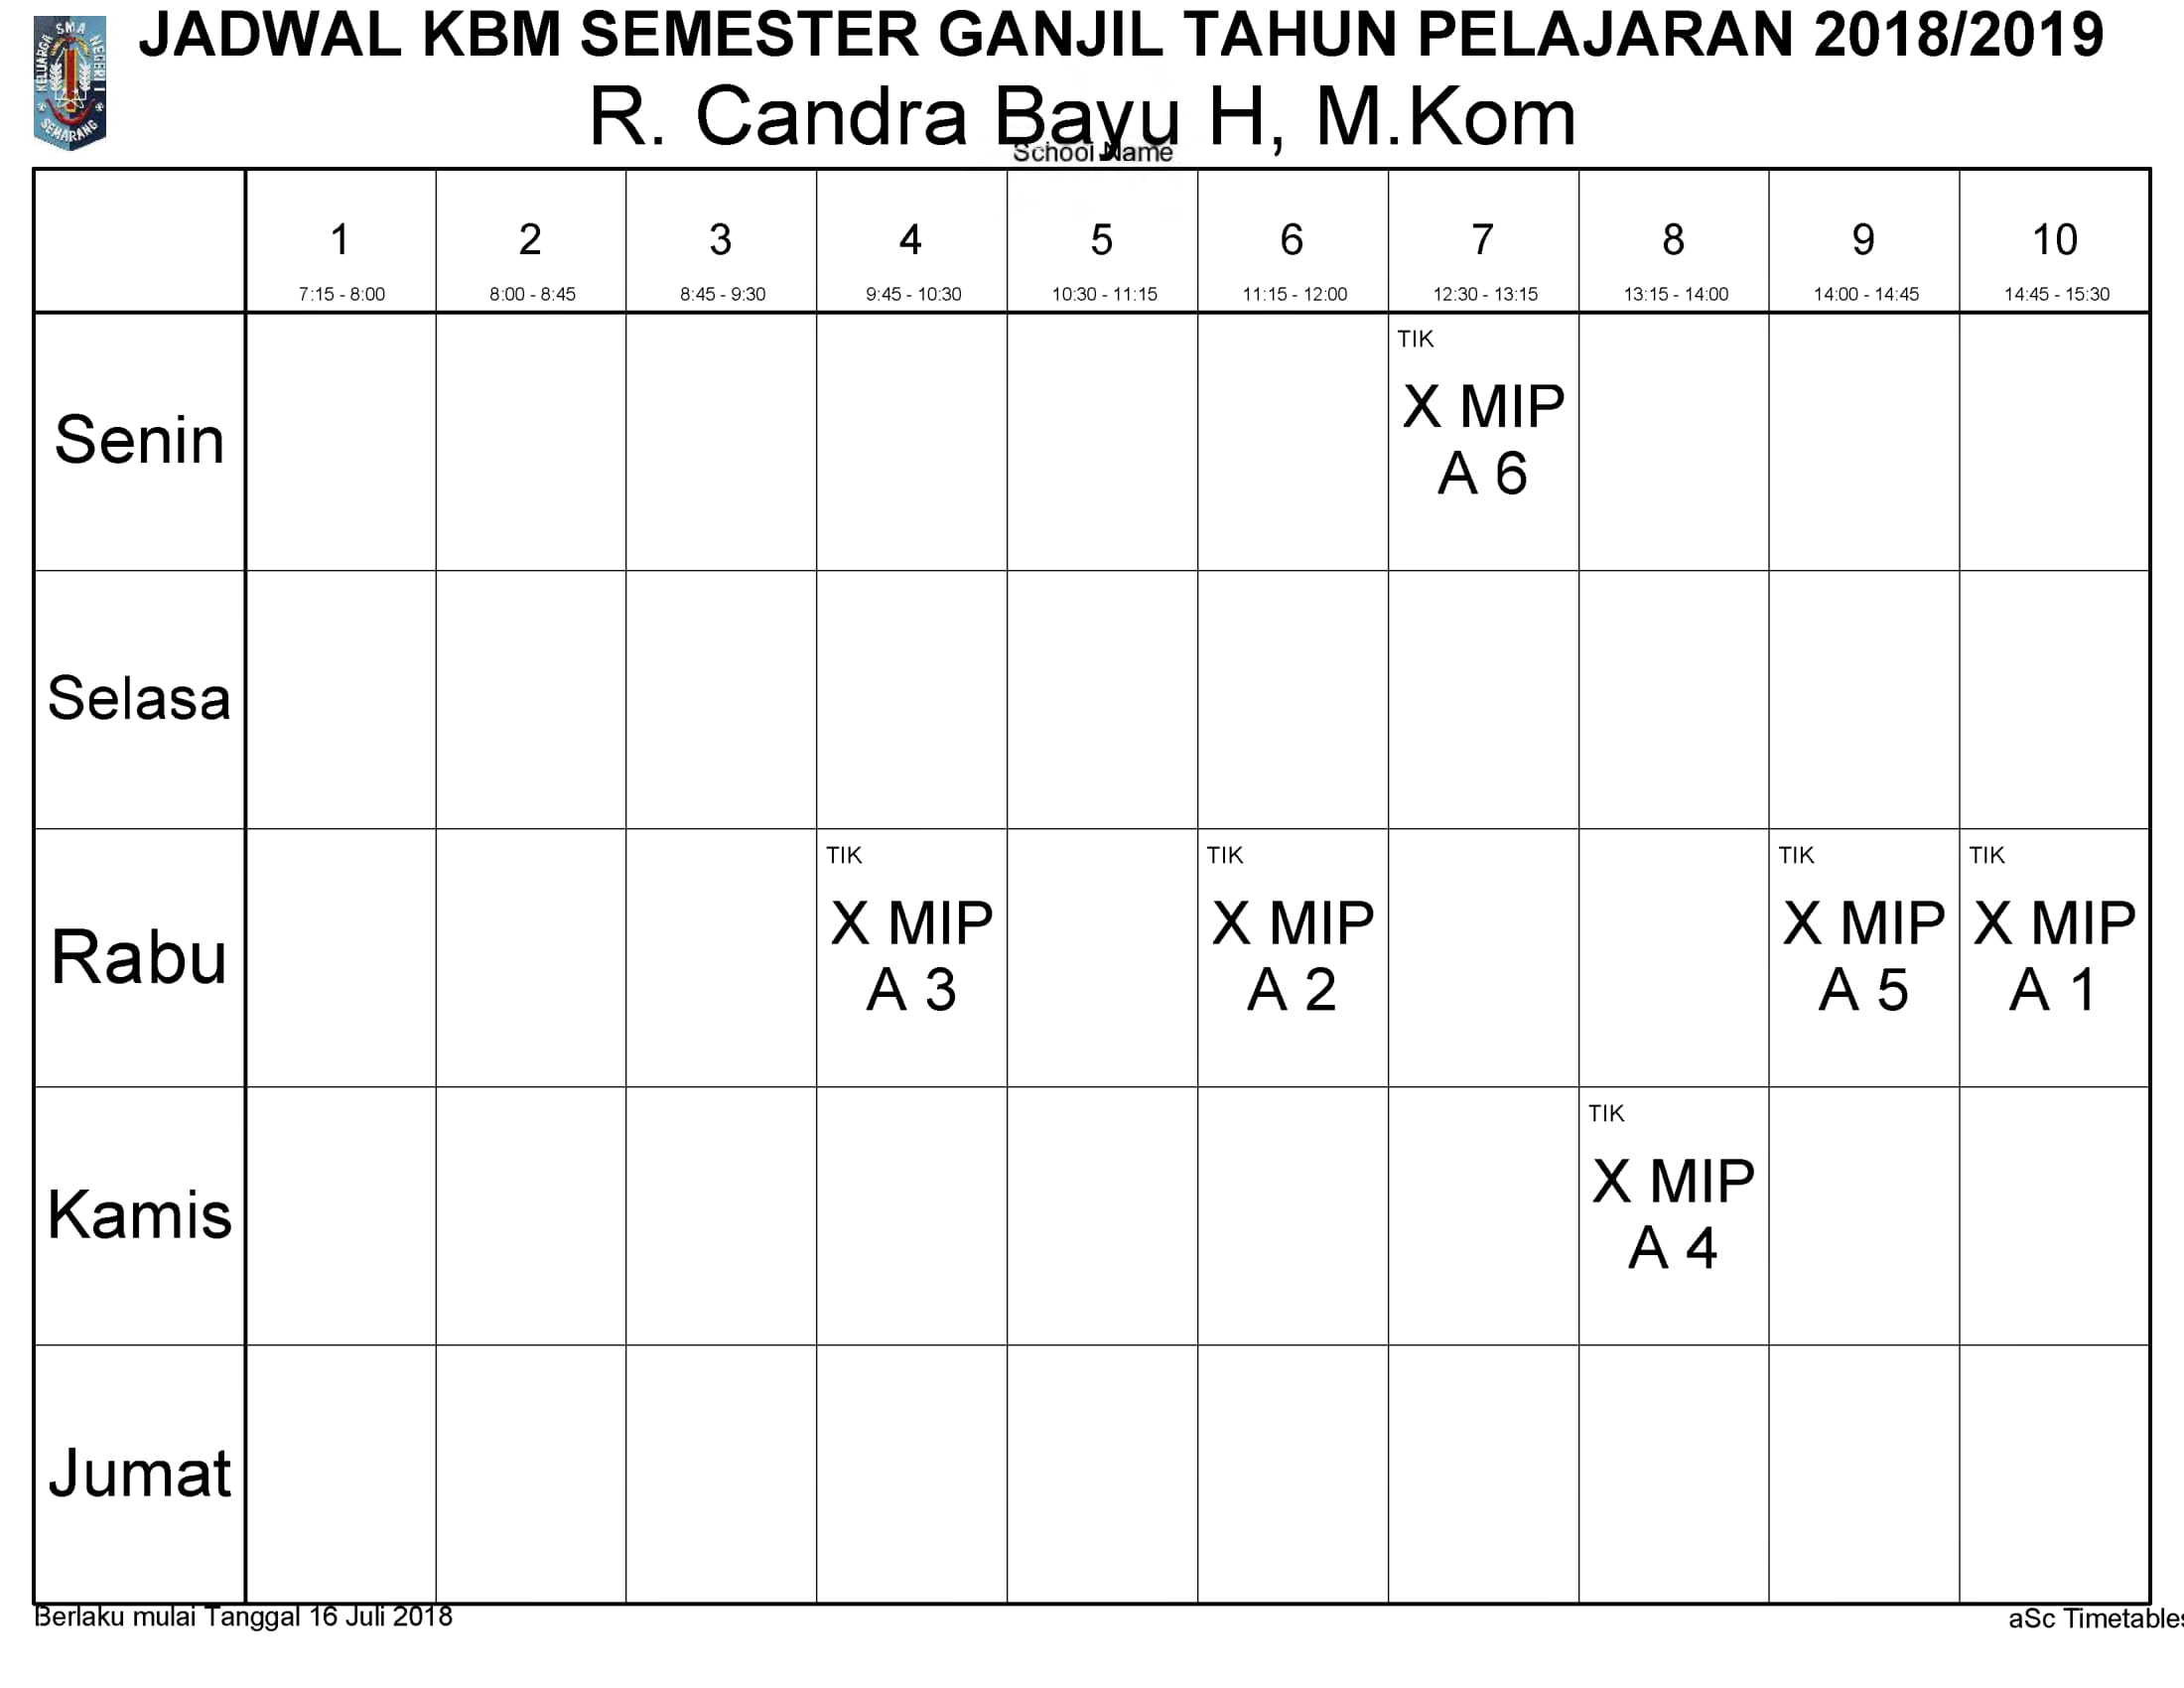 KELUARGA SMA NEGERI 1
SEMARANG
JADWAL KBM SEMESTER GANJIL TAHUN PELAJARAN 2018/2019
R. Candra Bayu H, M.Kom
School Name
1 2 3 4 5 6 7 8 9 10
7:15 - 8:00 8:00 - 8:45 8:45 - 9:30 9:45 - 10:30 10:30 - 11:15 11:15 - 12:00 12:30 - 13:15 13:15 - 14:00 14:00 - 14:45 14:45 - 15:30
Senin
TIK
X MIP
A 6
Selasa
Rabu
TIK
X MIP
A 3
TIK
X MIP
A 2
TIK
X MIP
A 5
TIK
X MIP
A 1
Kamis
TIK
X MIP
A 4
Jumat
Berlaku mulai Tanggal 16 Juli 2018
aSc Timetables